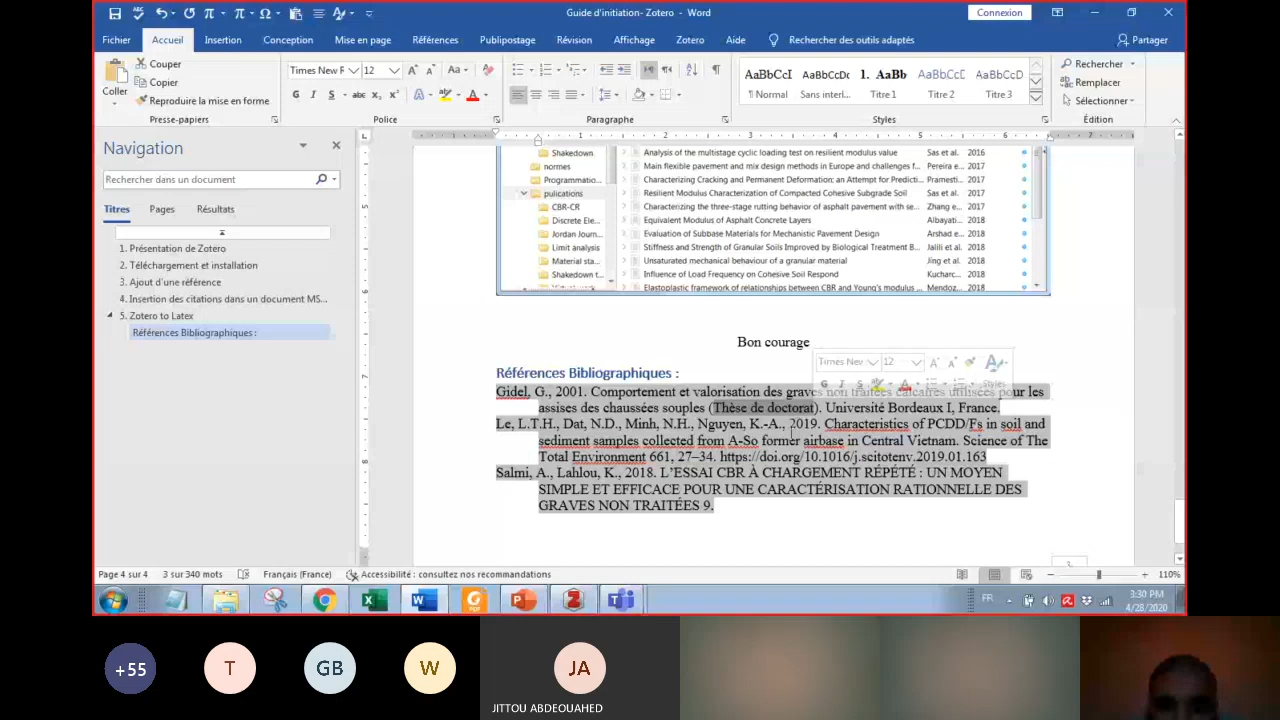 Guide d'initiation- Zotero - Word
Connexion
Fichier Accueil Insertion Conception Mise en page Références Publipostage Révision Affichage Zotero Aide Rechercher des outils adaptés Partager
Coller
Couper
Copier
Reproduire la mise en forme
Presse-papiers
Times New F 12
G I S abc
Police
Paragraphe
AaBbCcI AaBbCcDc 1. AaBb AaBbCcE AaBbCcD
¶ Normal Sans interl... Titre 1 Titre 2 Titre 3
Styles
Rechercher
Remplacer
Sélectionner
Édition
Navigation
Rechercher dans un document
Titres Pages Résultats
1. Présentation de Zotero
2. Téléchargement et installation
3. Ajout d'une référence
4. Insertion des citations dans un document MS...
5. Zotero to Latex
Références Bibliographiques :
1 2 3 4 5 6 7
Shakedown
normes
Programmatio...
pulications
CBR-CR
Discrete Ele...
Jordan Journ...
Limit analysis
Material sta...
Shakedown t...
Analysis of the multistage cyclic loading test on resilient modulus value Sas et al. 2016
Main flexible pavement and mix design methods in Europe and challenges f... Pereira e... 2017
Characterizing Cracking and Permanent Deformation; an Attempt for Predicti... Pramesti... 2017
Resilient Modulus Characterization of Compacted Cohesive Subgrade Soil Sas et al. 2017
Characterizing the three-stage rutting behavior of asphalt pavement with se... Zhang e... 2017
Equivalent Modulus of Asphalt Concrete Layers Albayati... 2018
Evaluation of Subbase Materials for Mechanistic Pavement Design Arshad e... 2018
Stiffness and Strength of Granular Soils Improved by Biological Treatment B... Jalili et al. 2018
Unsaturated mechanical behaviour of a granular material Jing et al. 2018
Influence of Load Frequency on Cohesive Soil Respond Kucharc... 2018
Elastoplastic framework of relationships between CBR and Young's modulus ... Mendoz... 2018
Bon courage
Times New 12
G I S Styles
Références Bibliographiques :
Gidel, G., 2001. Comportement et valorisation des graves non traitées calcaires utilisées pour les
assises des chaussées souples (Thèse de doctorat). Université Bordeaux I, France.
Le, L.T.H., Dat, N.D., Minh, N.H., Nguyen, K.-A., 2019. Characteristics of PCDD/Fs in soil and
sediment samples collected from A-So former airbase in Central Vietnam. Science of The
Total Environment 661, 27–34. https://doi.org/10.1016/j.scitotenv.2019.01.163
Salmi, A., Lahlou, K., 2018. L'ESSAI CBR À CHARGEMENT RÉPÉTÉ : UN MOYEN
SIMPLE ET EFFICACE POUR UNE CARACTÉRISATION RATIONNELLE DES
GRAVES NON TRAITÉES 9.
Page 4 sur 4 3 sur 340 mots Français (France) Accessibilité : consultez nos recommandations 110%
FR
3:30 PM
4/28/2020
+55 T GB W JA
JITTOU ABDEOUAHED